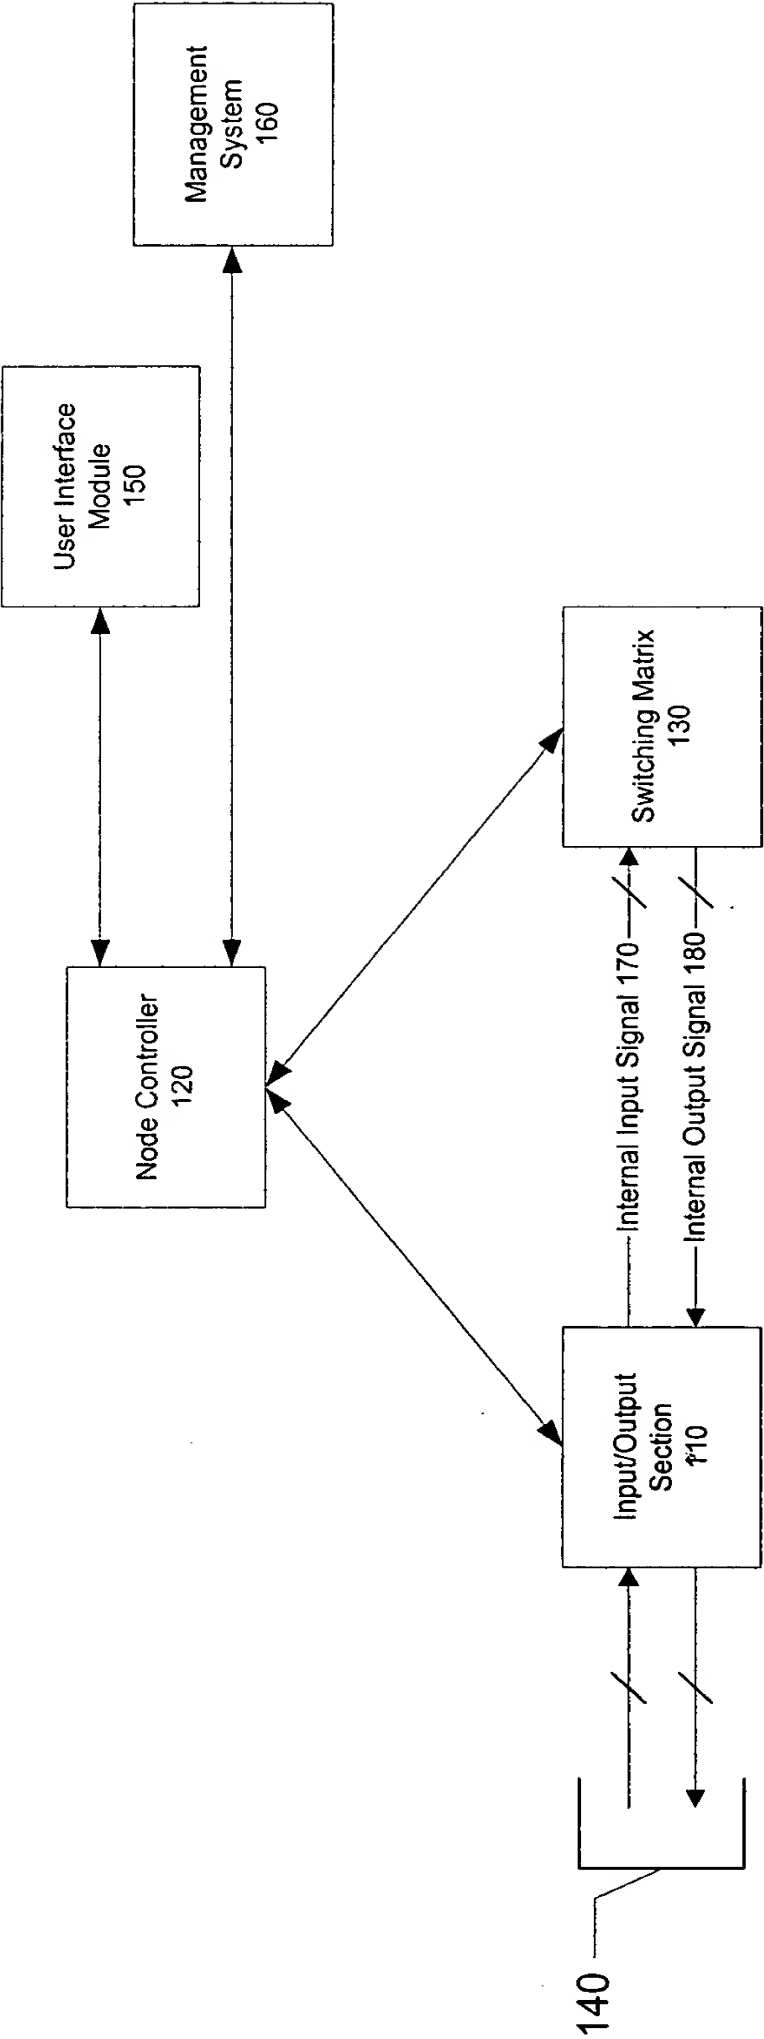 Management
System
160
User Interface
Module
150
Node Controller
120
Switching Matrix
130
Internal Input Signal 170
Internal Output Signal 180
Input/Output
Section
110
140